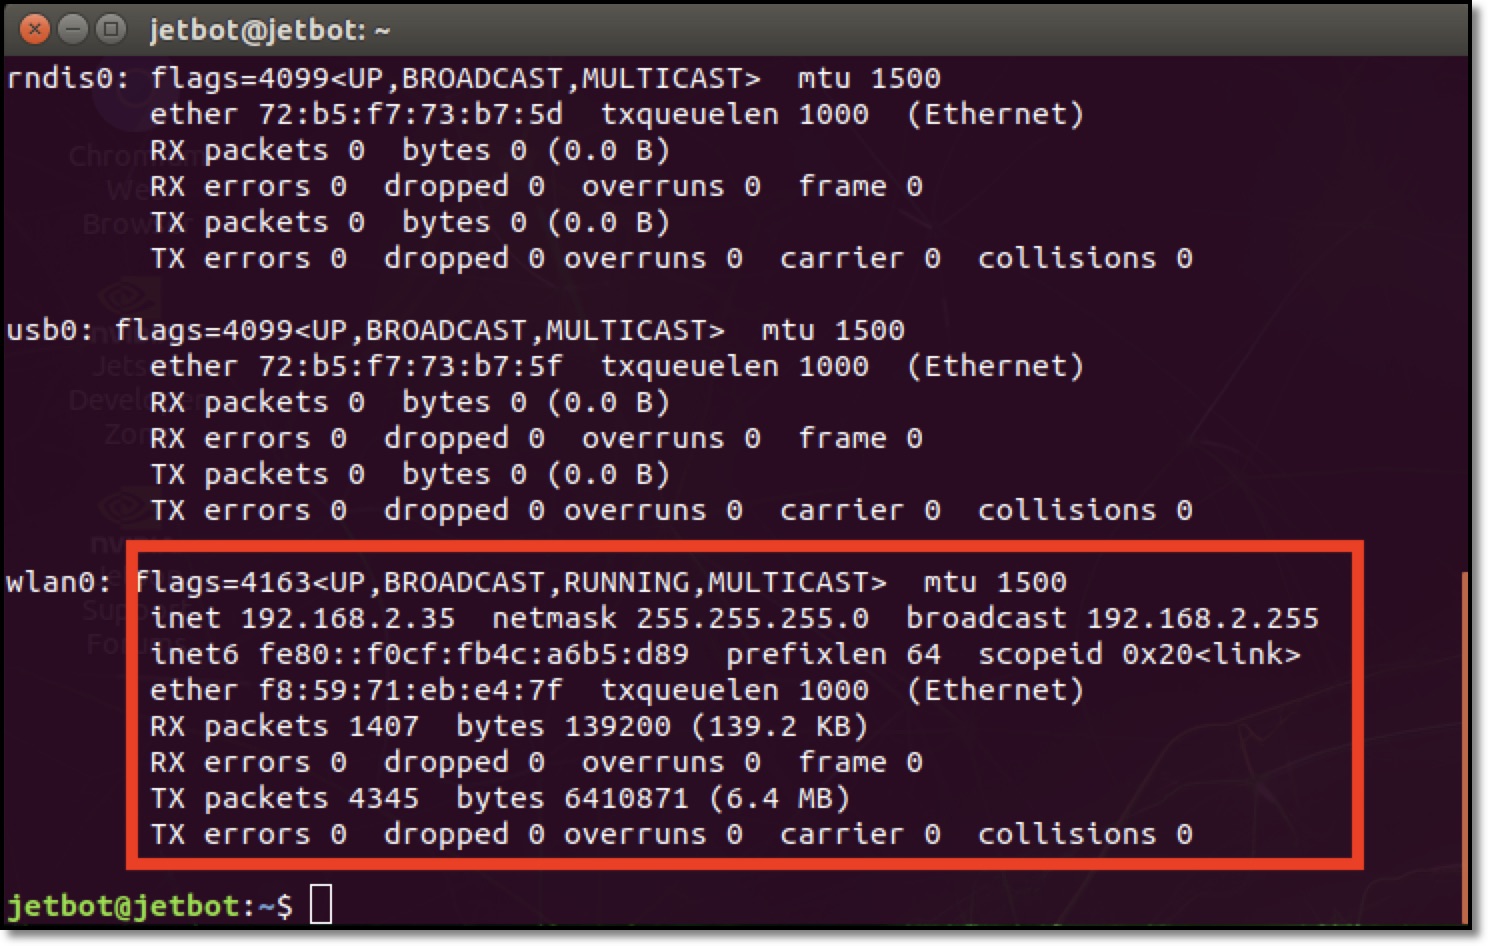 jetbot@jetbot: ~
rndis0: flags=4099<UP,BROADCAST,MULTICAST>  mtu 1500
        ether 72:b5:f7:73:b7:5d  txqueuelen 1000  (Ethernet)
        RX packets 0  bytes 0 (0.0 B)
        RX errors 0  dropped 0  overruns 0  frame 0
        TX packets 0  bytes 0 (0.0 B)
        TX errors 0  dropped 0 overruns 0  carrier 0  collisions 0
usb0: flags=4099<UP,BROADCAST,MULTICAST>  mtu 1500
        ether 72:b5:f7:73:b7:5f  txqueuelen 1000  (Ethernet)
        RX packets 0  bytes 0 (0.0 B)
        RX errors 0  dropped 0  overruns 0  frame 0
        TX packets 0  bytes 0 (0.0 B)
        TX errors 0  dropped 0 overruns 0  carrier 0  collisions 0
wlan0: flags=4163<UP,BROADCAST,RUNNING,MULTICAST>  mtu 1500
        inet 192.168.2.35  netmask 255.255.255.0  broadcast 192.168.2.255
        inet6 fe80::f0cf:fb4c:a6b5:d89  prefixlen 64  scopeid 0x20<link>
        ether f8:59:71:eb:e4:7f  txqueuelen 1000  (Ethernet)
        RX packets 1407  bytes 139200 (139.2 KB)
        RX errors 0  dropped 0  overruns 0  frame 0
        TX packets 4345  bytes 6410871 (6.4 MB)
        TX errors 0  dropped 0 overruns 0  carrier 0  collisions 0
jetbot@jetbot:~$